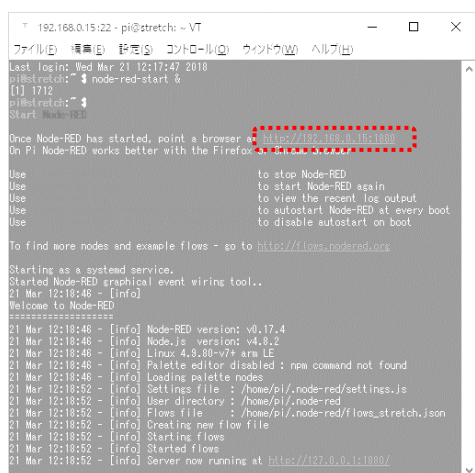 192.168.0.15:22 - pi@stretch: ~ VT
ファイル(F) 編集(E) 設定(S) コントロール(O) ウィンドウ(W) ヘルプ(H)
Last login: Wed Mar 21 12:17:47 2018
pi@stretch:~ $ node-red-start &
[1] 1712
pi@stretch:~ $
Start Node-RED
Once Node-RED has started, point a browser at http://192.168.0.15:1880
On Pi Node-RED works better with the Firefox or Chrome browser
Use to stop Node-RED
Use to start Node-RED again
Use to view the recent log output
Use to autostart Node-RED at every boot
Use to disable autostart on boot
To find more nodes and example flows - go to http://flows.nodered.org
Starting as a systemd service.
Started Node-RED graphical event wiring tool..
21 Mar 12:18:46 - [info]
Welcome to Node-RED
===================
21 Mar 12:18:46 - [info] Node-RED version: v0.17.4
21 Mar 12:18:46 - [info] Node.js version: v4.8.2
21 Mar 12:18:46 - [info] Linux 4.9.80-v7+ arm LE
21 Mar 12:18:46 - [info] Palette editor disabled : npm command not found
21 Mar 12:18:46 - [info] Loading palette nodes
21 Mar 12:18:52 - [info] Settings file : /home/pi/.node-red/settings.js
21 Mar 12:18:52 - [info] User directory : /home/pi/.node-red
21 Mar 12:18:52 - [info] Flows file : /home/pi/.node-red/flows_stretch.json
21 Mar 12:18:52 - [info] Creating new flow file
21 Mar 12:18:52 - [info] Starting flows
21 Mar 12:18:52 - [info] Started flows
21 Mar 12:18:52 - [info] Server now running at http://127.0.0.1:1880/